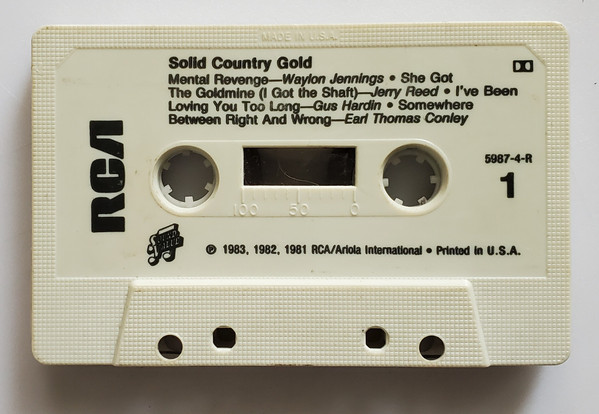 MADE IN U.S.A.
Solid Country Gold
Mental Revenge—Waylon Jennings • She Got
The Goldmine (I Got the Shaft)—Jerry Reed • I've Been
Loving You Too Long—Gus Hardin • Somewhere
Between Right And Wrong—Earl Thomas Conley
RCA
5987-4-R
1
100 50 0
℗ 1983, 1982, 1981 RCA/Ariola International • Printed in U.S.A.